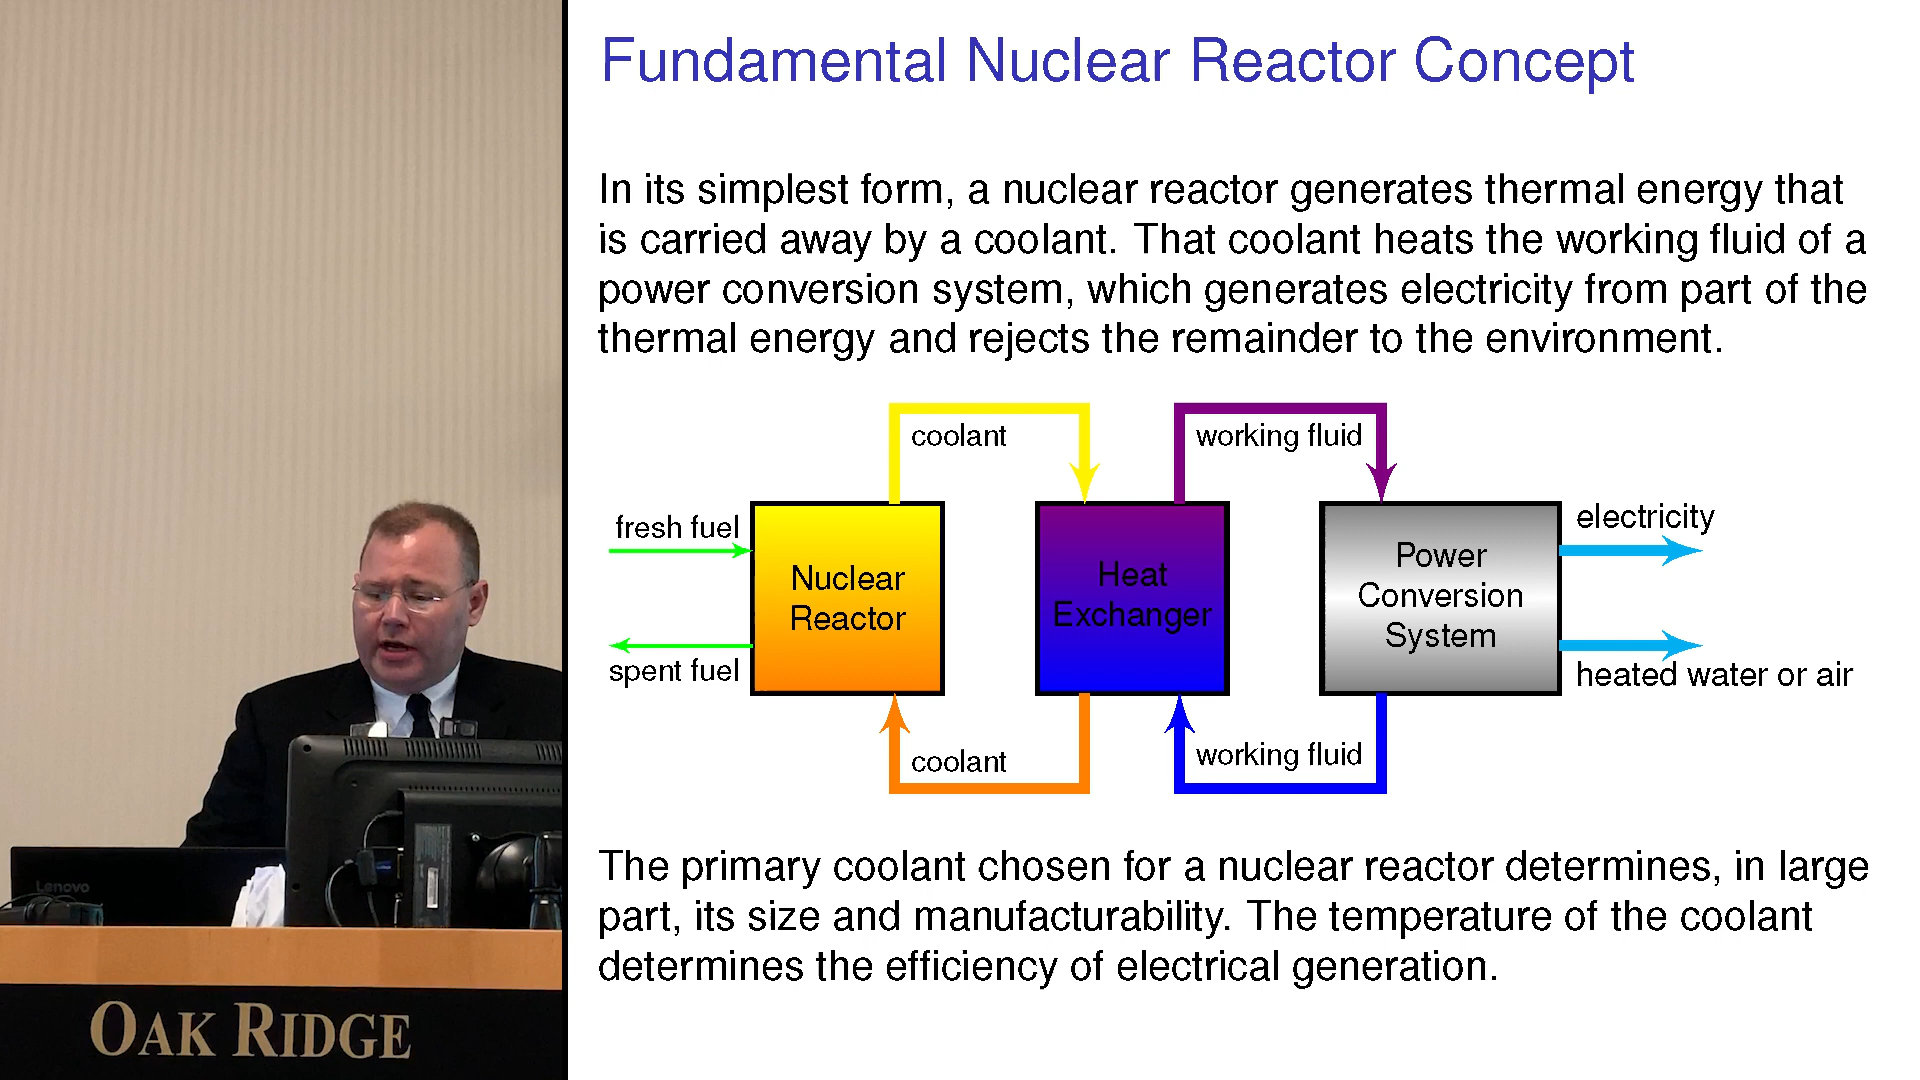 Fundamental Nuclear Reactor Concept
In its simplest form, a nuclear reactor generates thermal energy that
is carried away by a coolant. That coolant heats the working fluid of a
power conversion system, which generates electricity from part of the
thermal energy and rejects the remainder to the environment.
coolant
working fluid
fresh fuel
spent fuel
Nuclear
Reactor
Heat
Exchanger
Power
Conversion
System
electricity
heated water or air
coolant
working fluid
The primary coolant chosen for a nuclear reactor determines, in large
part, its size and manufacturability. The temperature of the coolant
determines the efficiency of electrical generation.
Lenovo
OAK RIDGE